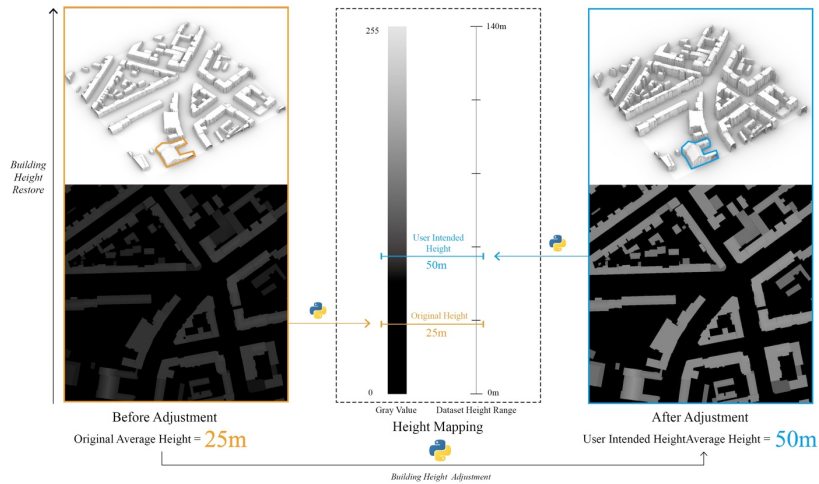 Building
Height
Restore
255
0
140m
0m
User Intended
Height
50m
Original Height
25m
Gray Value
Dataset Height Range
Height Mapping
Before Adjustment
Original Average Height = 25m
After Adjustment
User Intended HeightAverage Height = 50m
Building Height Adjustment